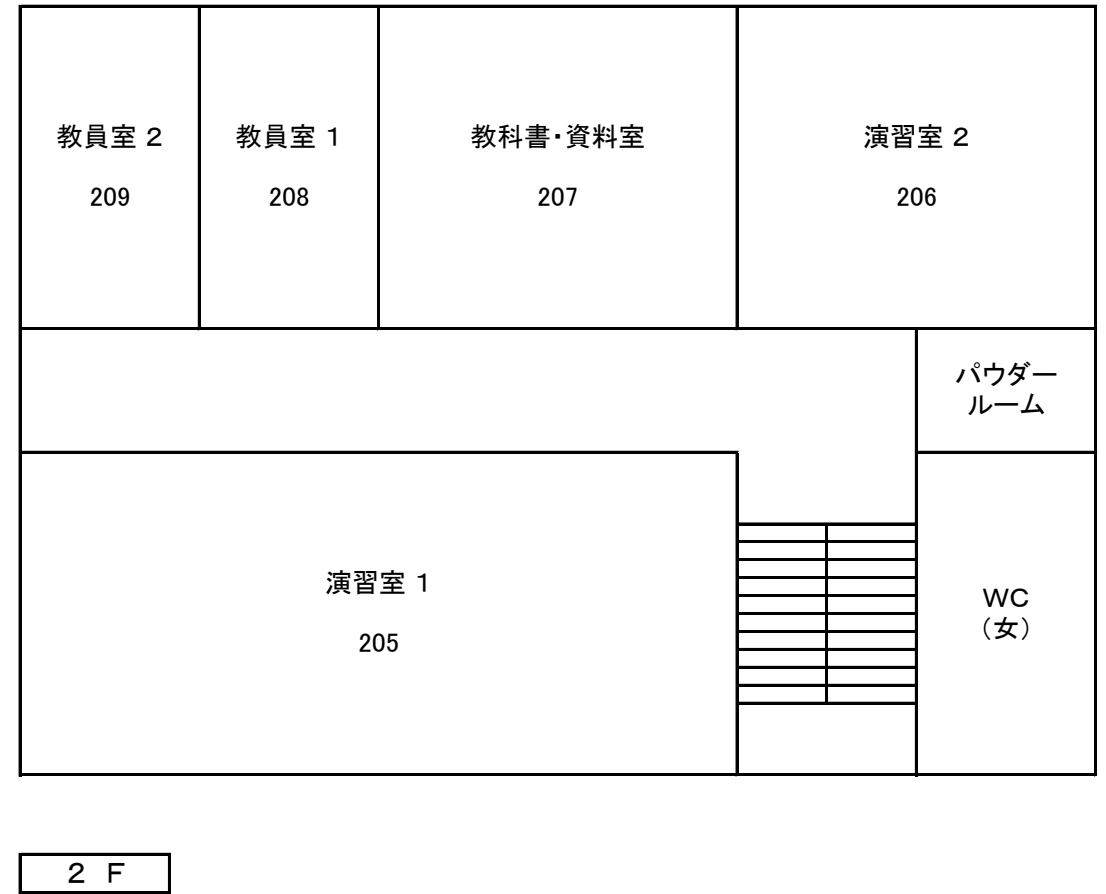 教員室 2
209
教員室 1
208
教科書・資料室
207
演習室 2
206
パウダー
ルーム
演習室 1
205
WC
（女）
２ Ｆ